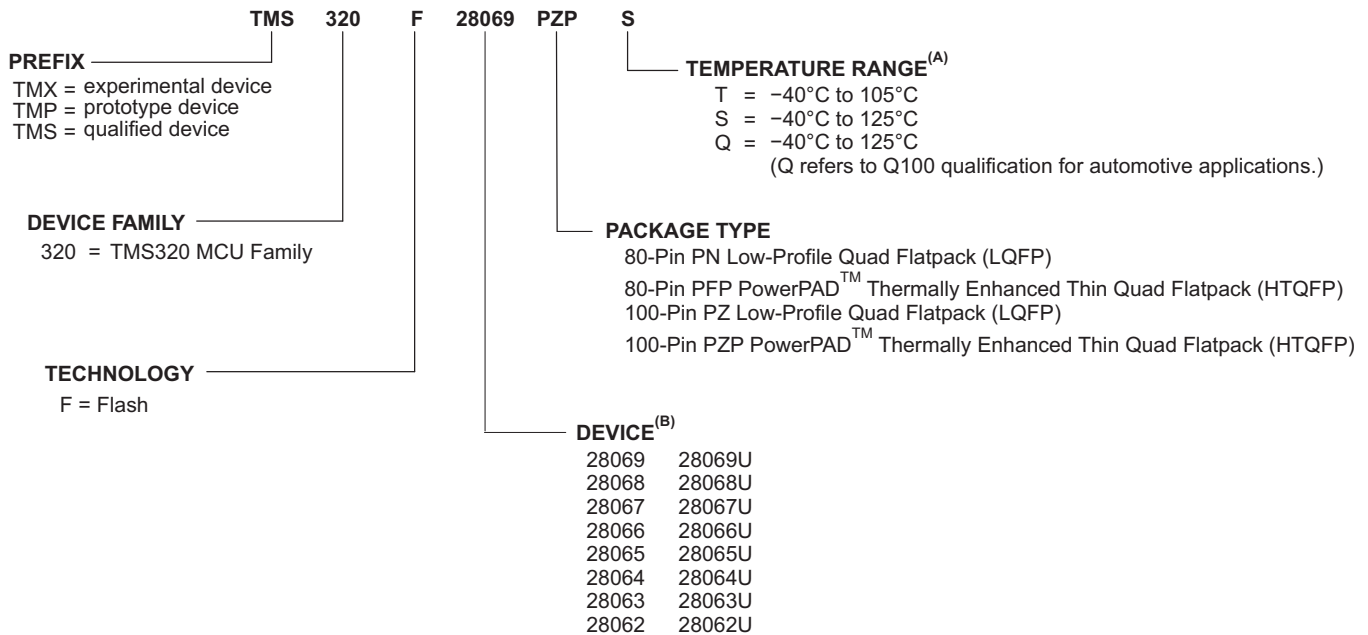 TMS 320 F 28069 PZP S
PREFIX
TMX = experimental device
TMP = prototype device
TMS = qualified device
TEMPERATURE RANGE(A)
T = −40°C to 105°C
S = −40°C to 125°C
Q = −40°C to 125°C
(Q refers to Q100 qualification for automotive applications.)
DEVICE FAMILY
320 = TMS320 MCU Family
PACKAGE TYPE
80-Pin PN Low-Profile Quad Flatpack (LQFP)
80-Pin PFP PowerPAD™ Thermally Enhanced Thin Quad Flatpack (HTQFP)
100-Pin PZ Low-Profile Quad Flatpack (LQFP)
100-Pin PZP PowerPAD™ Thermally Enhanced Thin Quad Flatpack (HTQFP)
TECHNOLOGY
F = Flash
DEVICE(B)
28069 28069U
28068 28068U
28067 28067U
28066 28066U
28065 28065U
28064 28064U
28063 28063U
28062 28062U